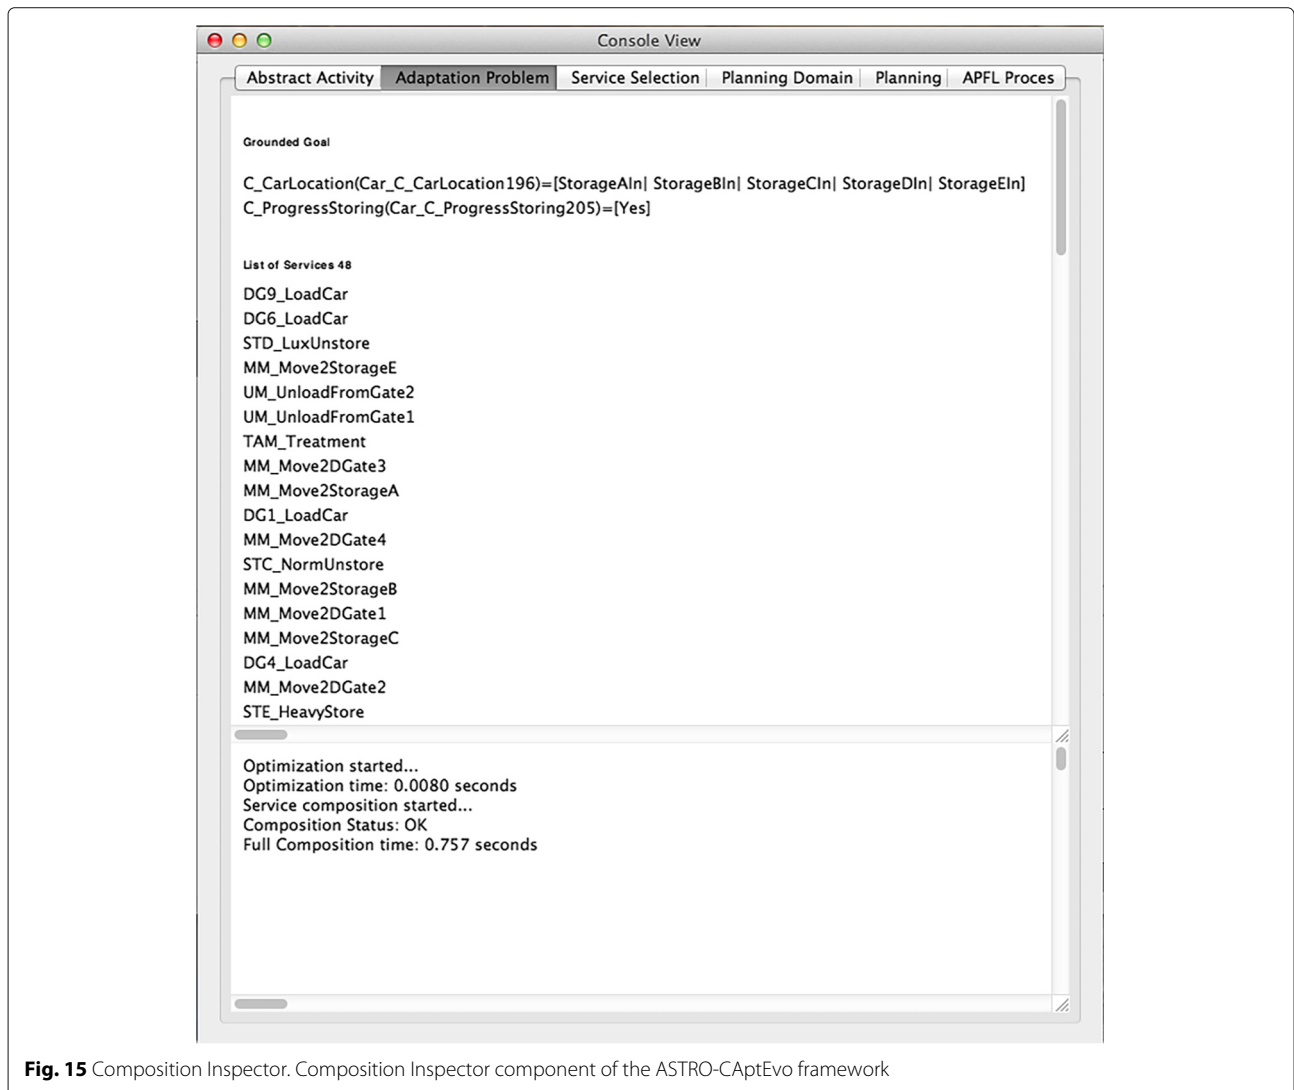 Console View
Abstract Activity Adaptation Problem Service Selection Planning Domain Planning APFL Proces
Grounded Goal
C_CarLocation(Car_C_CarLocation196)=[StorageAIn| StorageBIn| StorageCIn| StorageDIn| StorageEIn]
C_ProgressStoring(Car_C_ProgressStoring205)=[Yes]
List of Services 48
DG9_LoadCar
DG6_LoadCar
STD_LuxUnstore
MM_Move2StorageE
UM_UnloadFromGate2
UM_UnloadFromGate1
TAM_Treatment
MM_Move2DGate3
MM_Move2StorageA
DG1_LoadCar
MM_Move2DGate4
STC_NormUnstore
MM_Move2StorageB
MM_Move2DGate1
MM_Move2StorageC
DG4_LoadCar
MM_Move2DGate2
STE_HeavyStore
Optimization started...
Optimization time: 0.0080 seconds
Service composition started...
Composition Status: OK
Full Composition time: 0.757 seconds
Fig. 15 Composition Inspector. Composition Inspector component of the ASTRO-CAptEvo framework